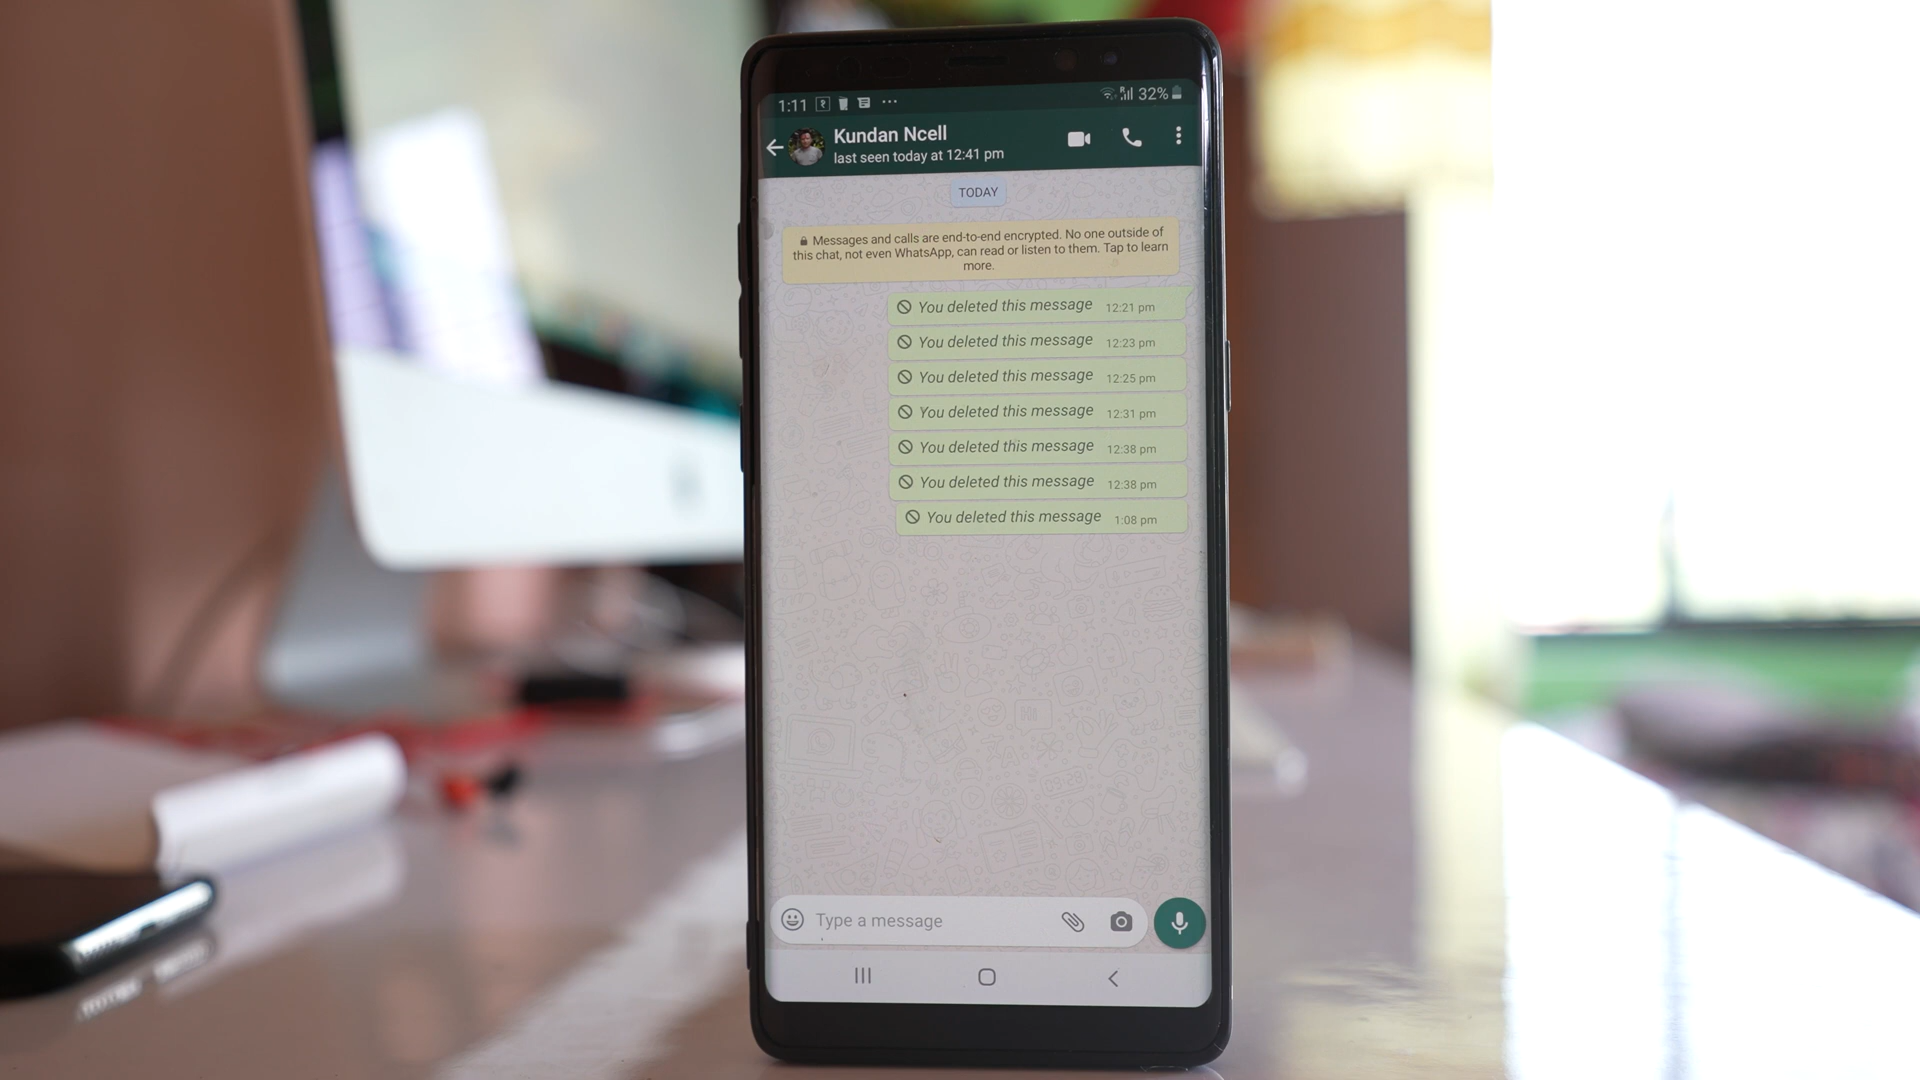 1:11 32%
Kundan Ncell
last seen today at 12:41 pm
TODAY
Messages and calls are end-to-end encrypted. No one outside of
this chat, not even WhatsApp, can read or listen to them. Tap to learn
more.
You deleted this message 12:21 pm
You deleted this message 12:23 pm
You deleted this message 12:25 pm
You deleted this message 12:31 pm
You deleted this message 12:38 pm
You deleted this message 12:38 pm
You deleted this message 1:08 pm
Type a message